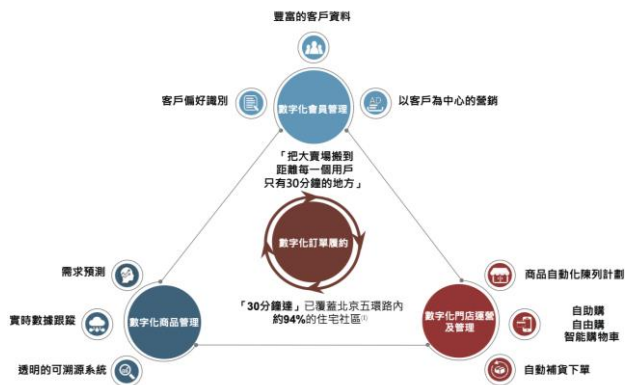 豐富的客戶資料
客戶偏好識別
數字化會員管理
AD
以客戶為中心的營銷
「把大賣場搬到
距離每一個用戶
只有30分鐘的地方」
數字化訂單履約
需求預測
實時數據跟蹤
透明的可溯源系統
數字化商品管理
「30分鐘達」已覆蓋北京五環路內
約94%的住宅社區⁽¹⁾
數字化門店運營
及管理
商品自動化陳列計劃
自助購
自由購
智能購物車
自動補貨下單